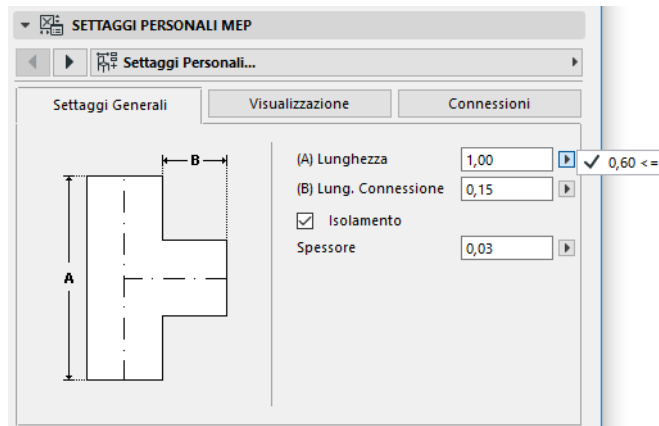 SETTAGGI PERSONALI MEP
Settaggi Personali...
Settaggi Generali Visualizzazione Connessioni
B
A
(A) Lunghezza 1,00 0,60 <=
(B) Lung. Connessione 0,15
Isolamento
Spessore 0,03